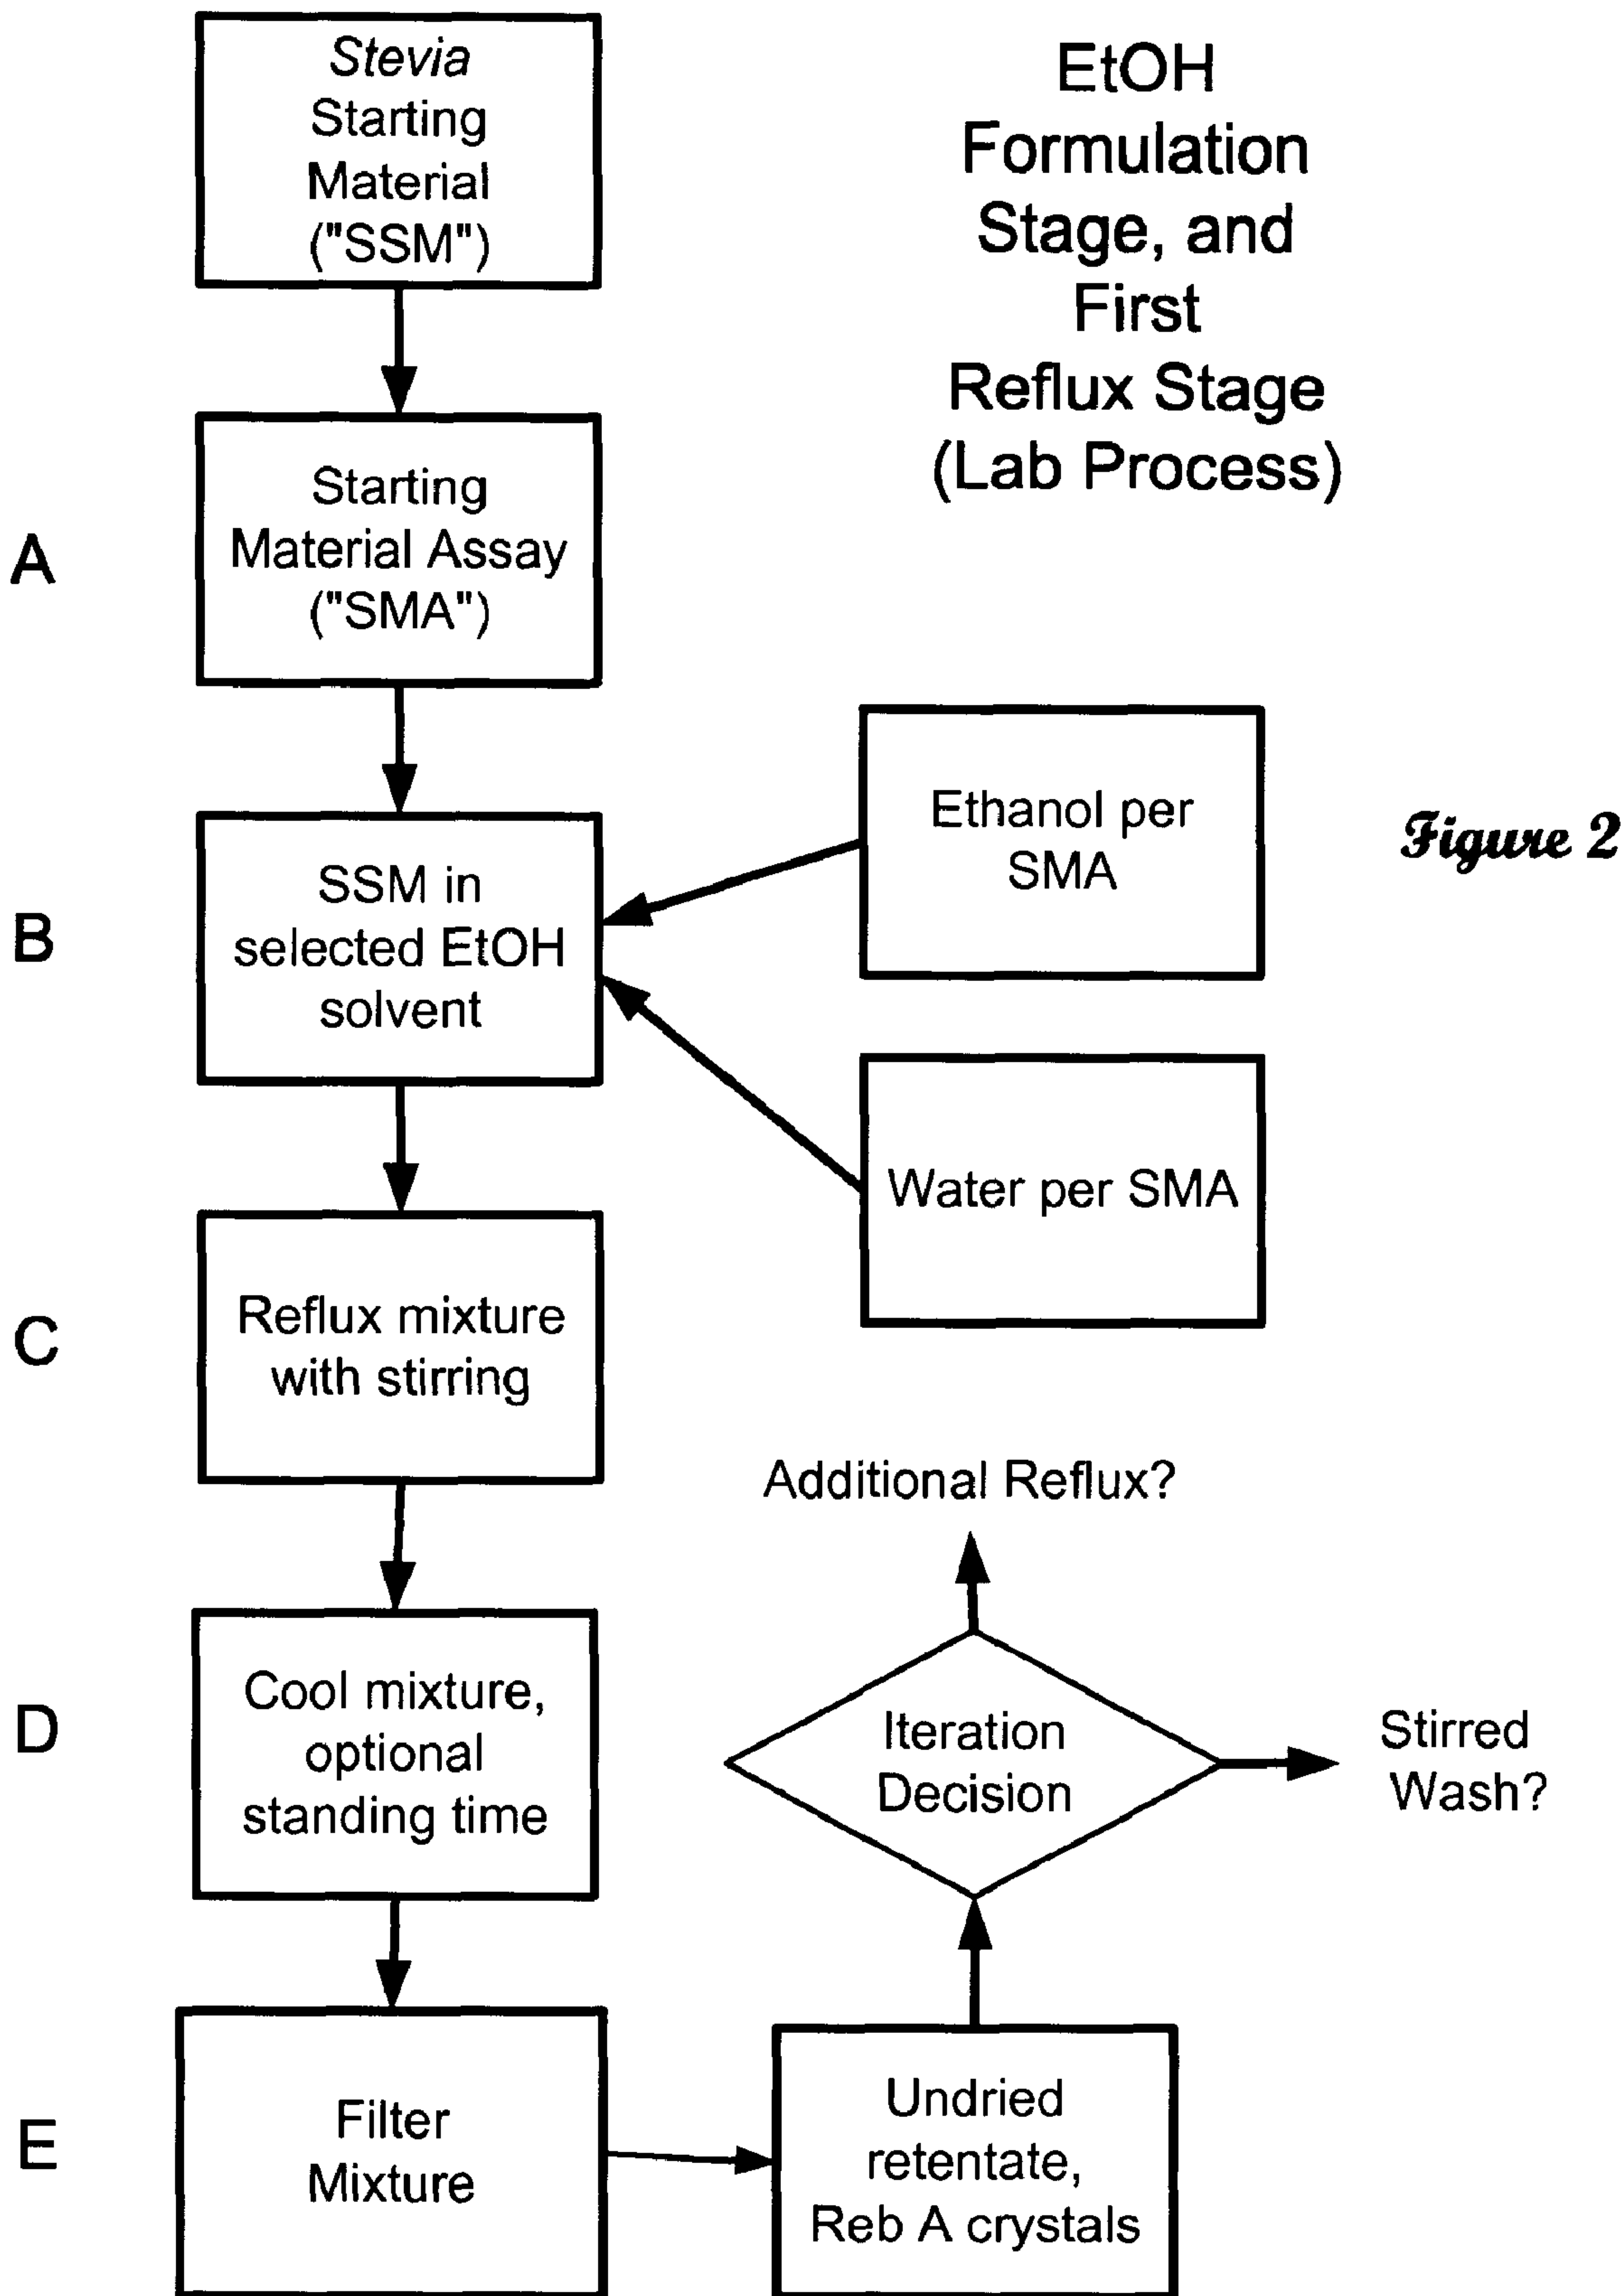 Stevia
Starting
Material
("SSM")
EtOH
Formulation
Stage, and
First
Reflux Stage
(Lab Process)
A
Starting
Material Assay
("SMA")
B
SSM in
selected EtOH
solvent
Ethanol per
SMA
Figure 2
Water per SMA
C
Reflux mixture
with stirring
Additional Reflux?
D
Cool mixture,
optional
standing time
Iteration
Decision
Stirred
Wash?
E
Filter
Mixture
Undried
retentate,
Reb A crystals